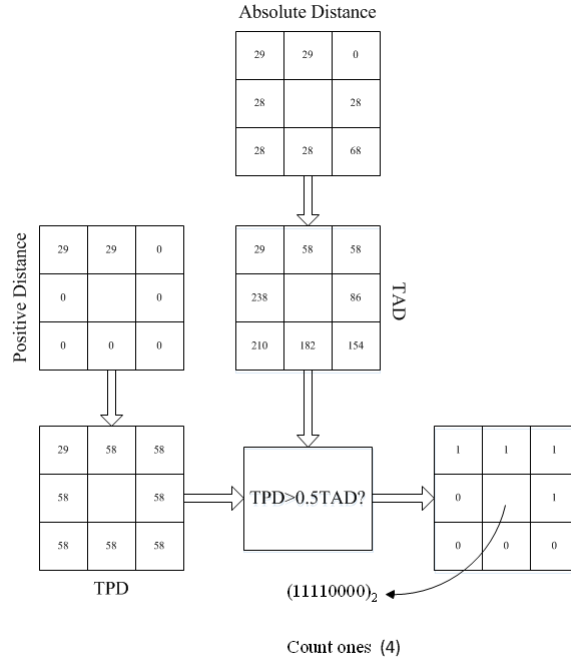 Absolute Distance
29 29 0
28 28
28 28 68
Positive Distance
29 29 0
0 0
0 0 0
29 58 58
238 86
210 182 154
TAD
29 58 58
58 58
58 58 58
TPD
TPD>0.5TAD?
1 1 1
0 1
0 0 0
(11110000)2
Count ones (4)